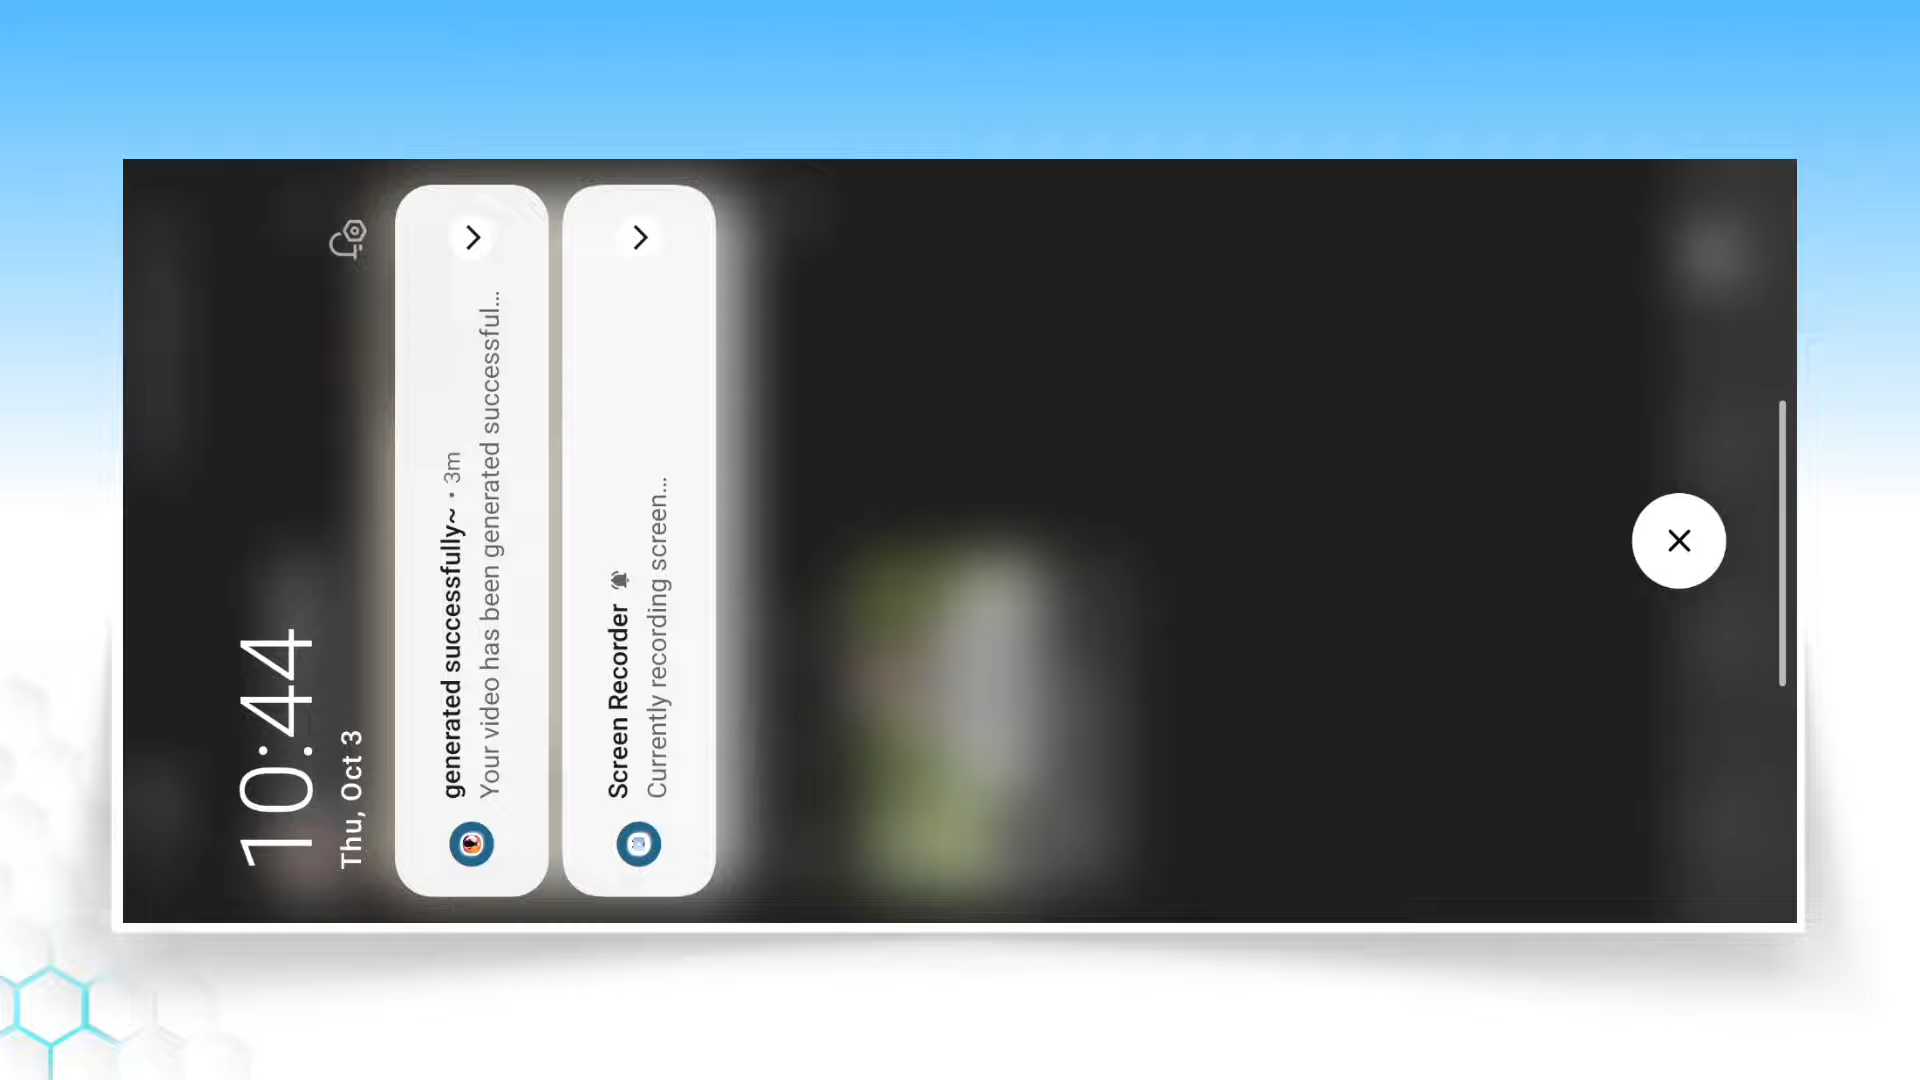 10:44
Thu, Oct 3
generated successfully~ • 3m
Your video has been generated successful...
Screen Recorder
Currently recording screen...